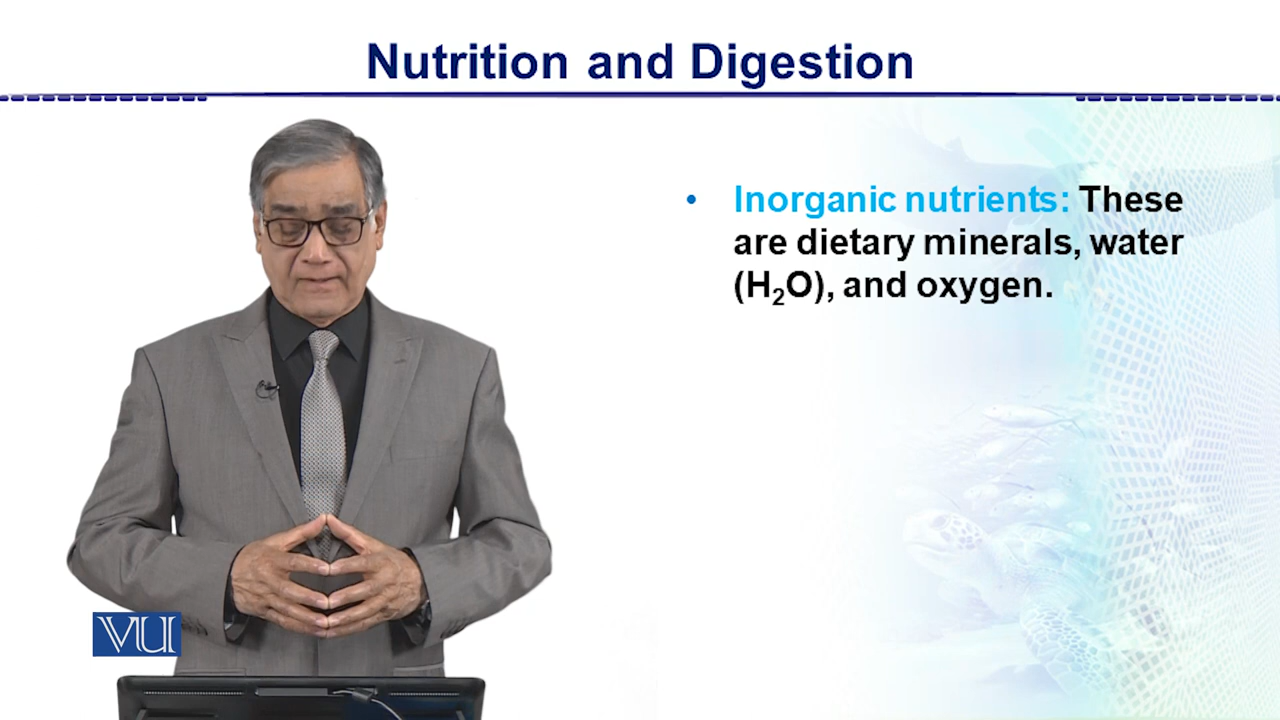 Nutrition and Digestion
• Inorganic nutrients: These
are dietary minerals, water
(H₂O), and oxygen.
VU